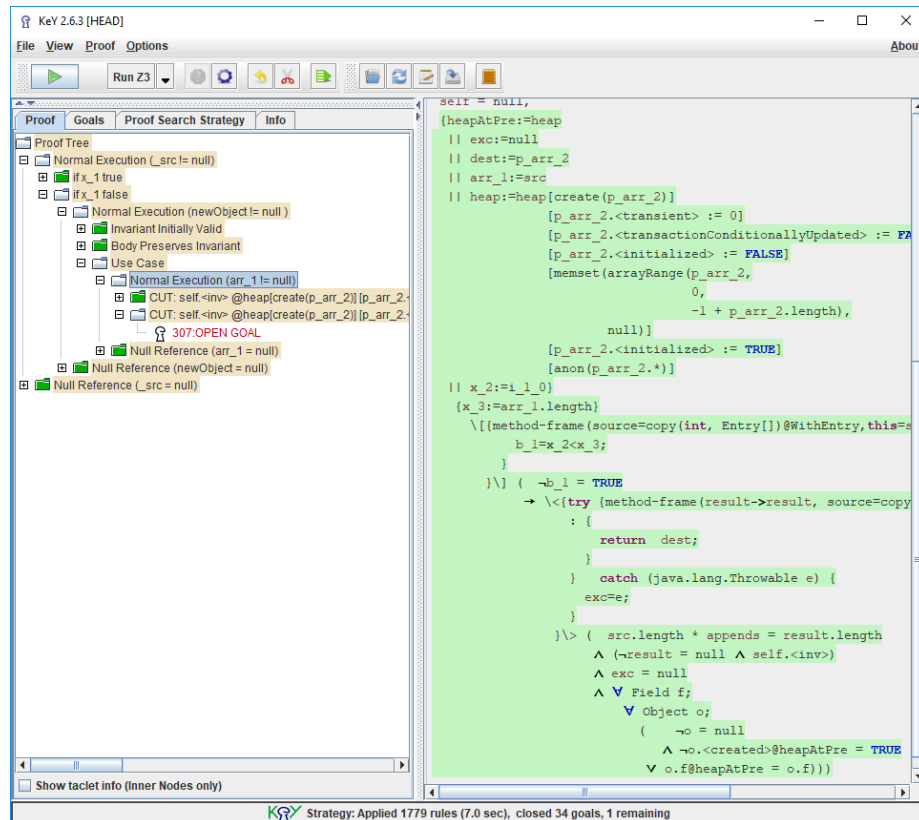 KeY 2.6.3 [HEAD]
File View Proof Options About
Run Z3
Proof Goals Proof Search Strategy Info
Proof Tree
Normal Execution (_src != null)
if x_1 true
if x_1 false
Normal Execution (newObject != null )
Invariant Initially Valid
Body Preserves Invariant
Use Case
Normal Execution (arr_1 != null)
CUT: self.<inv> @heap[create(p_arr_2)] [p_arr_2.<
CUT: self.<inv> @heap[create(p_arr_2)] [p_arr_2.<
307:OPEN GOAL
Null Reference (arr_1 = null)
Null Reference (newObject = null)
Null Reference (_src = null)
Show taclet info (Inner Nodes only)
self = null,
{heapAtPre:=heap
|| exc:=null
|| dest:=p_arr_2
|| arr_1:=src
|| heap:=heap[create(p_arr_2)]
[p_arr_2.<transient> := 0]
[p_arr_2.<transactionConditionallyUpdated> := FA
[p_arr_2.<initialized> := FALSE]
[memset(arrayRange(p_arr_2,
0,
-1 + p_arr_2.length),
null)]
[p_arr_2.<initialized> := TRUE]
[anon(p_arr_2.*)]
|| x_2:=i_1_0}
{x_3:=arr_1.length}
\[{method-frame(source=copy(int, Entry[])@WithEntry,this=s
b_1=x_2<x_3;
}
}\] ( ¬b_1 = TRUE
→ \<{try {method-frame(result->result, source=copy
: {
return dest;
}
} catch (java.lang.Throwable e) {
exc=e;
}
}\> ( src.length * appends = result.length
∧ (¬result = null ∧ self.<inv>)
∧ exc = null
∧ ∀ Field f;
∀ Object o;
( ¬o = null
∧ ¬o.<created>@heapAtPre = TRUE
∨ o.f@heapAtPre = o.f)))
KeY Strategy: Applied 1779 rules (7.0 sec), closed 34 goals, 1 remaining